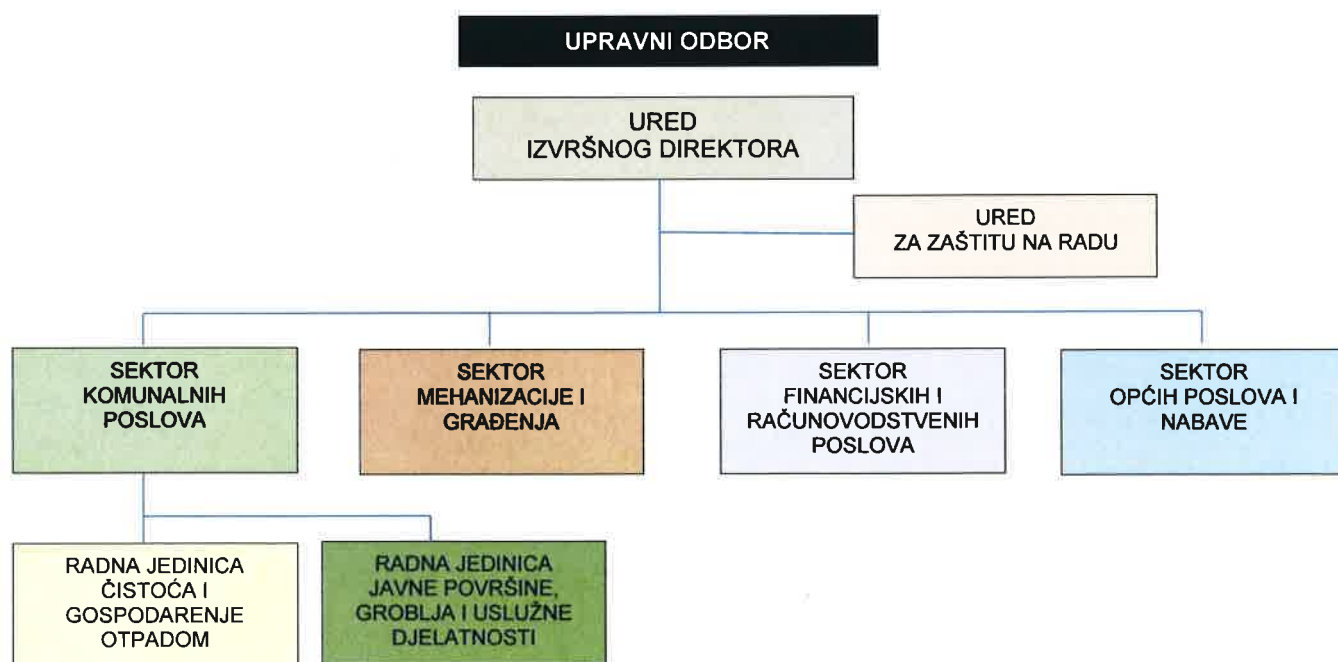 UPRAVNI ODBOR
URED
IZVRŠNOG DIREKTORA
URED
ZA ZAŠTITU NA RADU
SEKTOR
KOMUNALNIH
POSLOVA
SEKTOR
MEHANIZACIJE I
GRAĐENJA
SEKTOR
FINANCIJSKIH I
RAČUNOVODSTVENIH
POSLOVA
SEKTOR
OPĆIH POSLOVA I
NABAVE
RADNA JEDINICA
ČISTOĆA I
GOSPODARENJE
OTPADOM
RADNA JEDINICA
JAVNE POVRŠINE,
GROBLJA I USLUŽNE
DJELATNOSTI